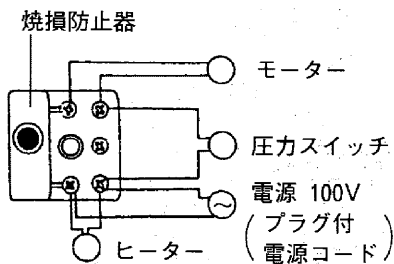 焼損防止器
モーター
圧力スイッチ
電源 100V
(プラグ付
電源コード)
ヒーター